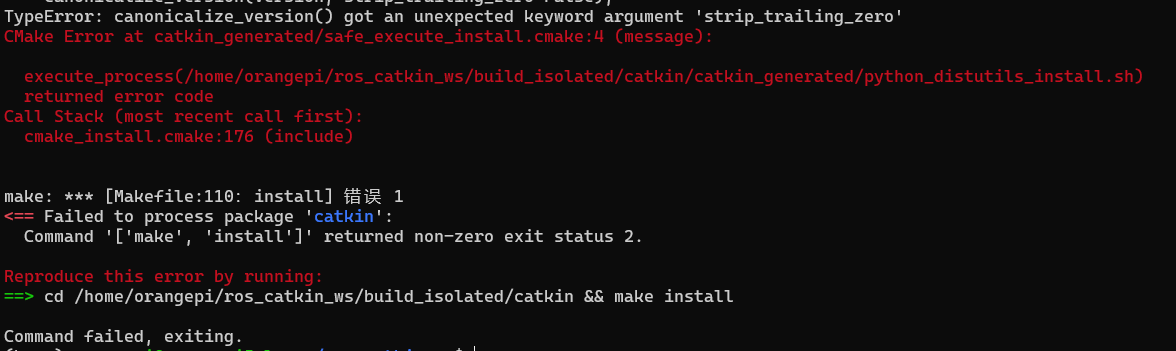 TypeError: canonicalize_version() got an unexpected keyword argument 'strip_trailing_zero'
CMake Error at catkin_generated/safe_execute_install.cmake:4 (message):
execute_process(/home/orangepi/ros_catkin_ws/build_isolated/catkin/catkin_generated/python_distutils_install.sh)
returned error code
Call Stack (most recent call first):
cmake_install.cmake:176 (include)
make: *** [Makefile:110: install] 错误 1
<== Failed to process package 'catkin':
Command '['make', 'install']' returned non-zero exit status 2.
Reproduce this error by running:
==> cd /home/orangepi/ros_catkin_ws/build_isolated/catkin && make install
Command failed, exiting.